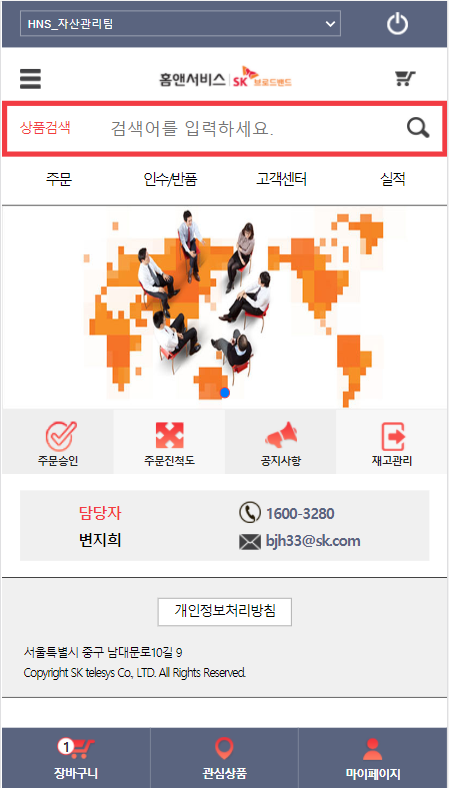 HNS_자산관리팀
홈앤서비스 SK 브로드밴드
상품검색 검색어를 입력하세요.
주문 인수/반품 고객센터 실적
주문승인 주문진척도 공지사항 재고관리
담당자 1600-3280
변지희 bjh33@sk.com
개인정보처리방침
서울특별시 중구 남대문로10길 9
Copyright SK telesys Co., LTD. All Rights Reserved.
1
장바구니 관심상품 마이페이지